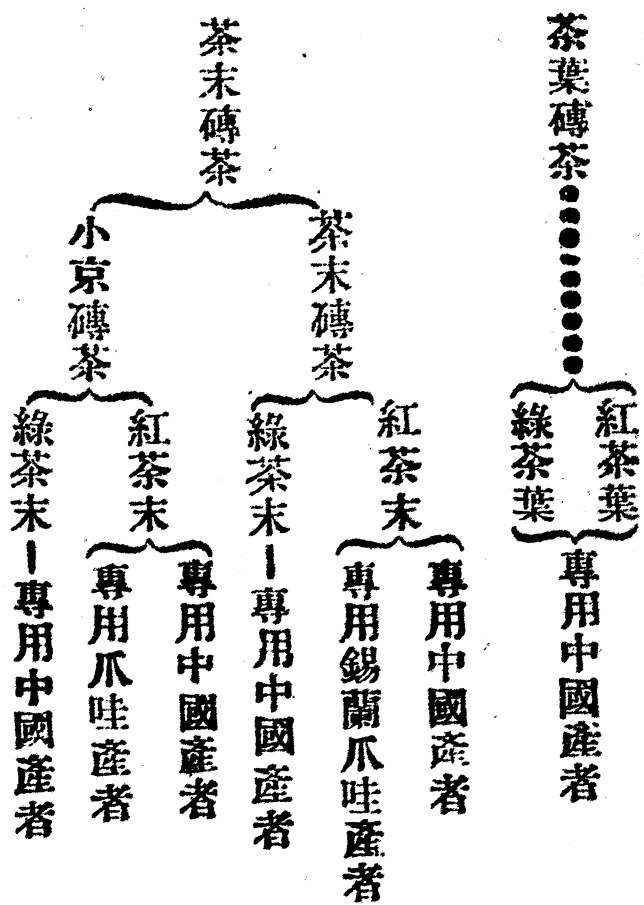 茶葉磚茶
紅茶葉
綠茶葉
專用中國產者
茶末磚茶
茶末磚茶
紅茶末
專用中國產者
專用錫蘭爪哇產者
綠茶末—專用中國產者
小京磚茶
紅茶末
專用中國產者
專用爪哇產者
綠茶末—專用中國產者